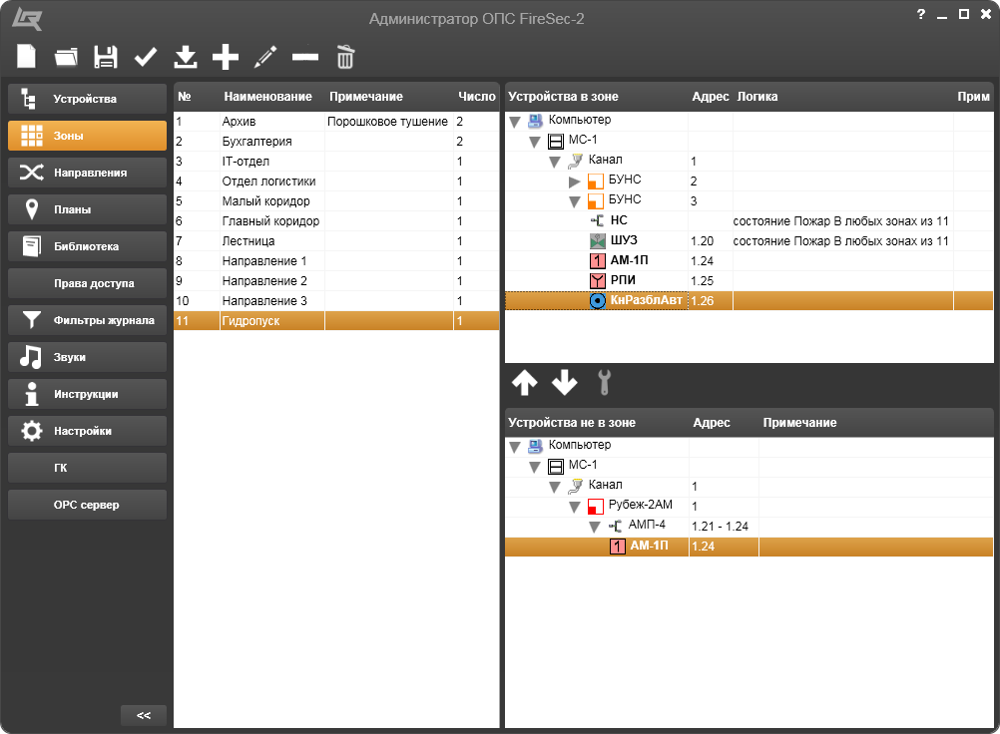 Администратор ОПС FireSec-2
?
Устройства
Зоны
Направления
Планы
Библиотека
Права доступа
Фильтры журнала
Звуки
Инструкции
Настройки
ГК
ОРС сервер
<<
№ Наименование Примечание Число
1 Архив Порошковое тушение 2
2 Бухгалтерия 2
3 IT-отдел 1
4 Отдел логистики 1
5 Малый коридор 1
6 Главный коридор 1
7 Лестница 1
8 Направление 1 1
9 Направление 2 1
10 Направление 3 1
11 Гидропуск 1
Устройства в зоне Адрес Логика Прим
Компьютер
МС-1
Канал 1
БУНС 2
БУНС 3
НС состояние Пожар В любых зонах из 11
ШУЗ 1.20 состояние Пожар В любых зонах из 11
1 АМ-1П 1.24
РПИ 1.25
КнРазблАвт 1.26
Устройства не в зоне Адрес Примечание
Компьютер
МС-1
Канал 1
Рубеж-2АМ 1
АМП-4 1.21 - 1.24
1 АМ-1П 1.24